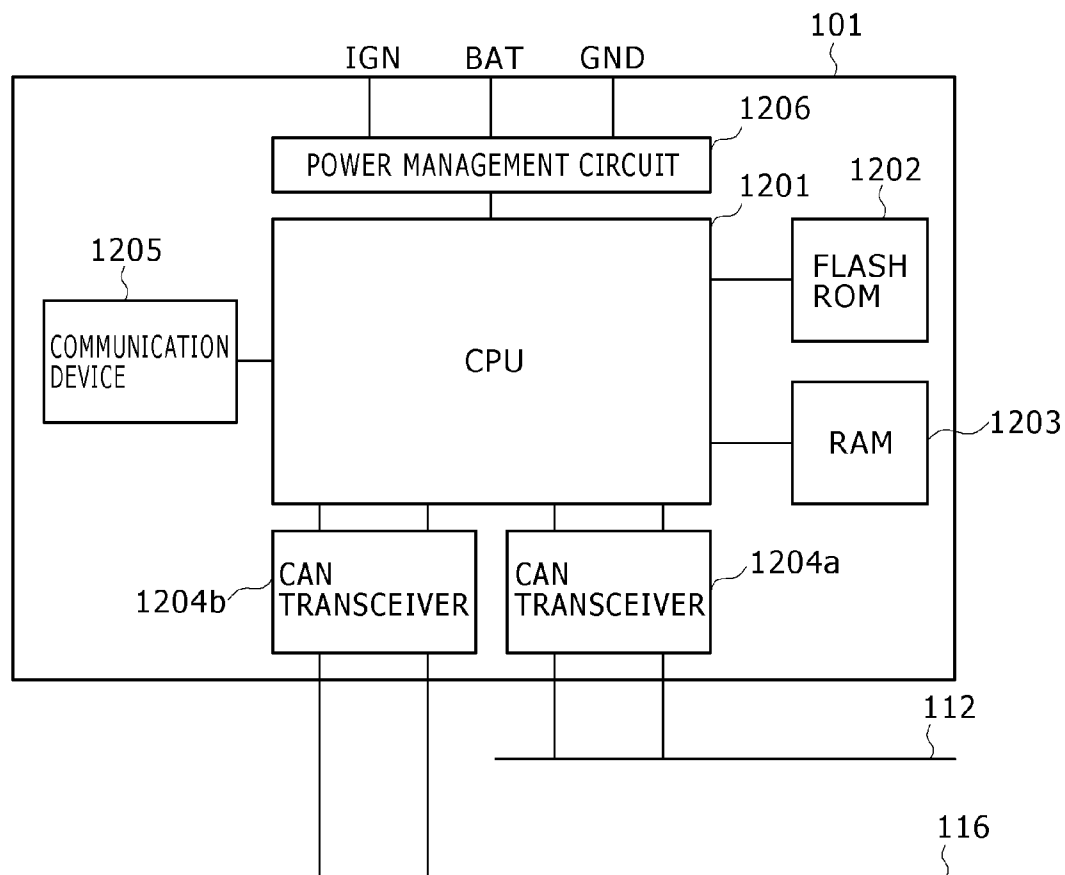 101
IGN BAT GND
1206
POWER MANAGEMENT CIRCUIT
1201
1202
1205
FLASH
ROM
COMMUNICATION
DEVICE
CPU
1203
RAM
1204b
CAN
TRANSCEIVER
CAN
TRANSCEIVER
1204a
112
116